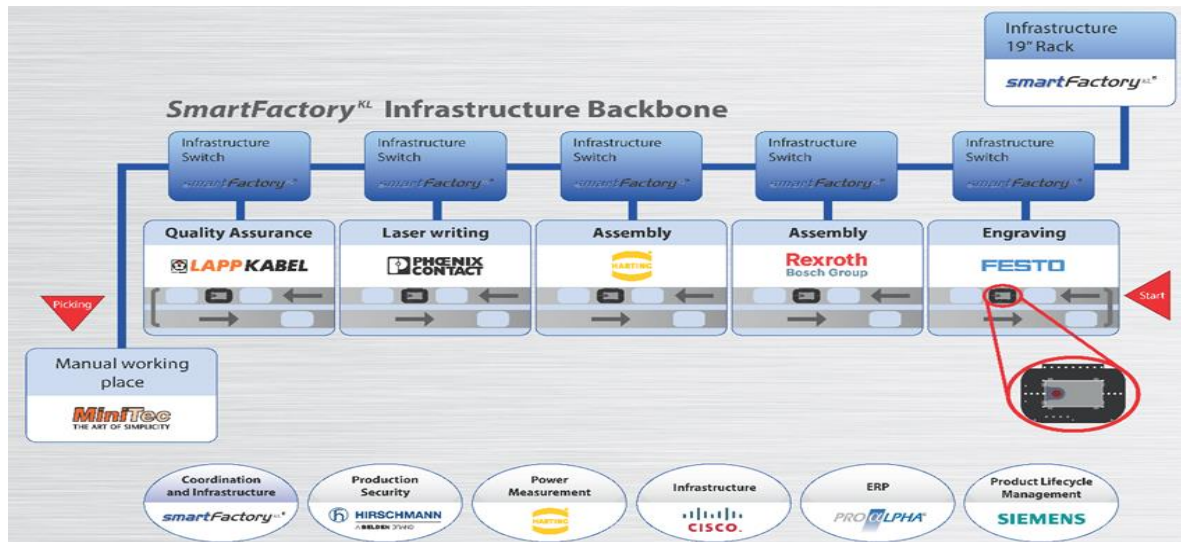 Infrastructure
19" Rack
smartFactory KL
SmartFactory KL Infrastructure Backbone
Infrastructure
Switch
smartFactory KL
Infrastructure
Switch
smartFactory KL
Infrastructure
Switch
smartFactory KL
Infrastructure
Switch
smartFactory KL
Infrastructure
Switch
smartFactory KL
Quality Assurance
LAPP KABEL
Laser writing
PHŒNIX
CONTACT
Assembly
HARTING
Assembly
Rexroth
Bosch Group
Engraving
FESTO
Picking
Start
Manual working
place
MiniTec
THE ART OF SIMPLICITY
Coordination
and Infrastructure
smartFactory KL
Production
Security
HIRSCHMANN
A BELDEN BRAND
Power
Measurement
HARTING
Infrastructure
CISCO.
ERP
PROALPHA
Product Lifecycle
Management
SIEMENS